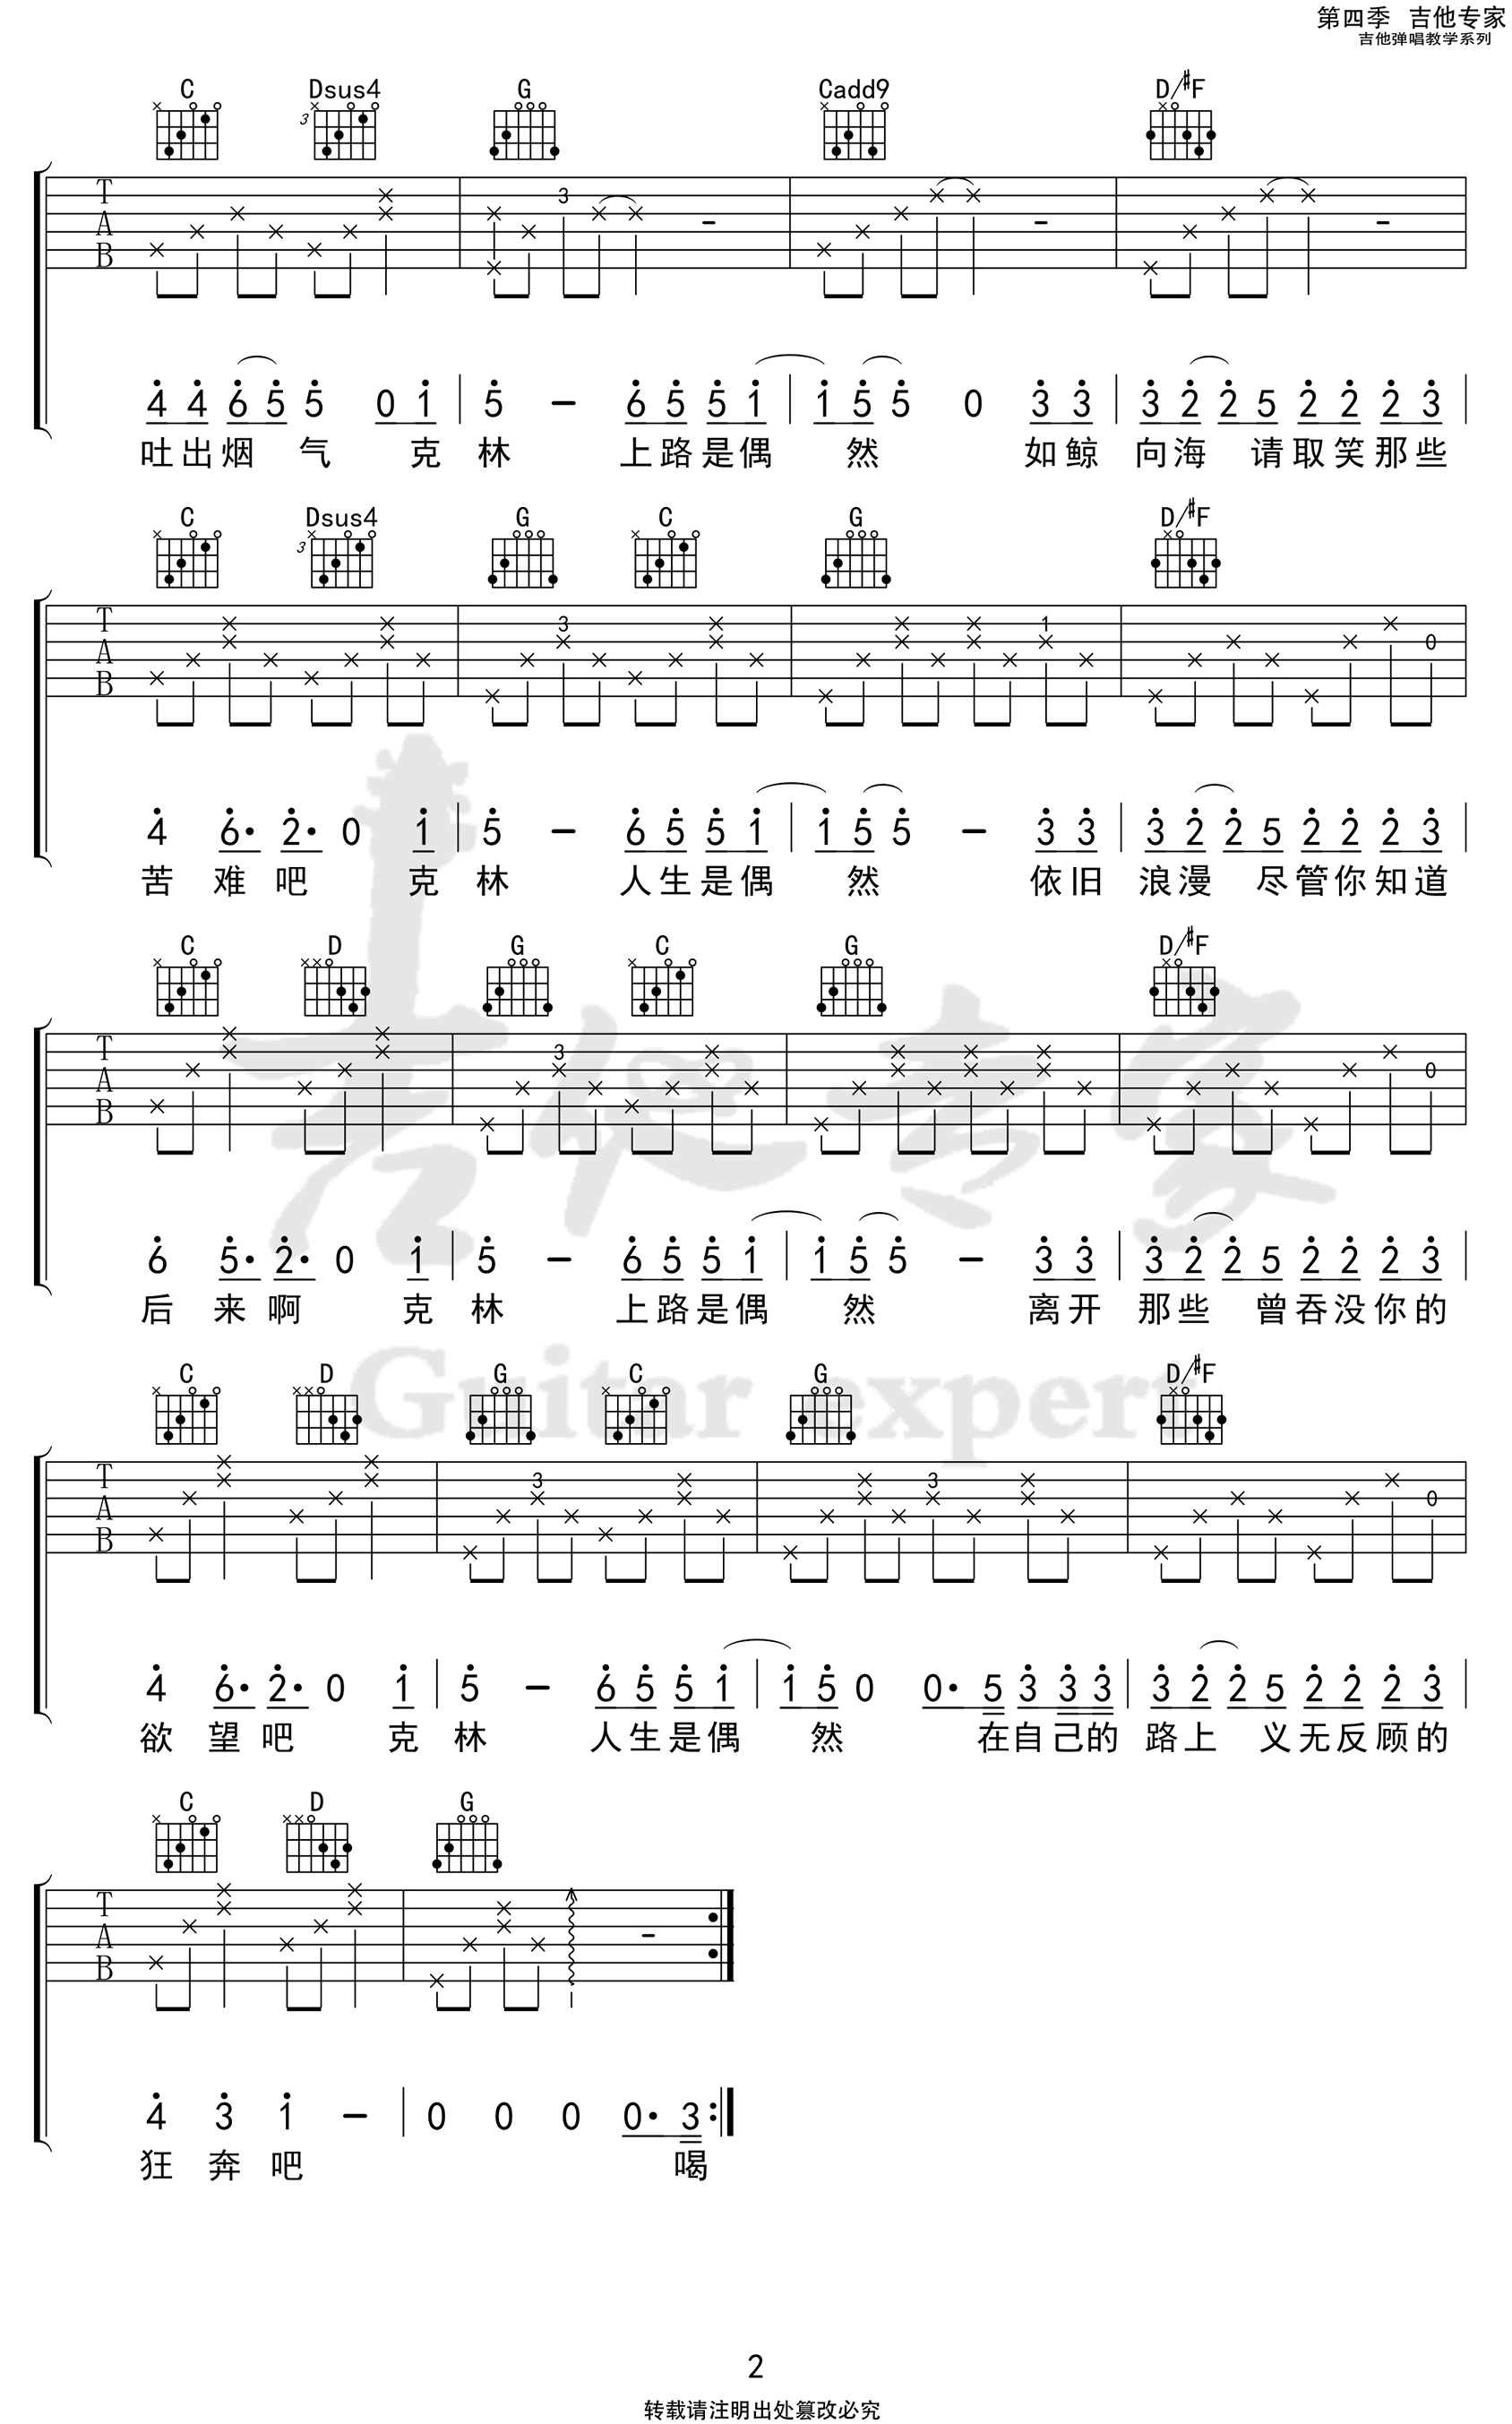 第四季 吉他专家
吉他弹唱教学系列
C Dsus4 G Cadd9 D/#F
3
T
A
B
3
4 4 6 5 5 0 1 | 5 － 6 5 5 1 | 1 5 5 0 3 3 | 3 2 2 5 2 2 2 3 |
吐出烟 气 克 林 上路是偶 然 如鲸 向海 请取笑那些
C Dsus4 G C G D/#F
3
T
A
B
3 1 0
4 6· 2· 0 1 | 5 － 6 5 5 1 | 1 5 5 － 3 3 | 3 2 2 5 2 2 2 3 |
苦 难 吧 克 林 人生是偶 然 依旧 浪漫 尽管你知道
C D G C G D/#F
T
A
B
3 0
6 5· 2· 0 1 | 5 － 6 5 5 1 | 1 5 5 － 3 3 | 3 2 2 5 2 2 2 3 |
后 来 啊 克 林 上路是偶 然 离开 那些 曾吞没你的
吉他专家
Guitar expert
C D G C G D/#F
T
A
B
3 3 0
4 6· 2· 0 1 | 5 － 6 5 5 1 | 1 5 0 0· 5 3 3 3 | 3 2 2 5 2 2 2 3 |
欲 望 吧 克 林 人生是偶 然 在自己的 路上 义无反顾的
C D G
T
A
B
4 3 1 － | 0 0 0 0· 3 :|
狂 奔 吧 喝
2
转载请注明出处篡改必究